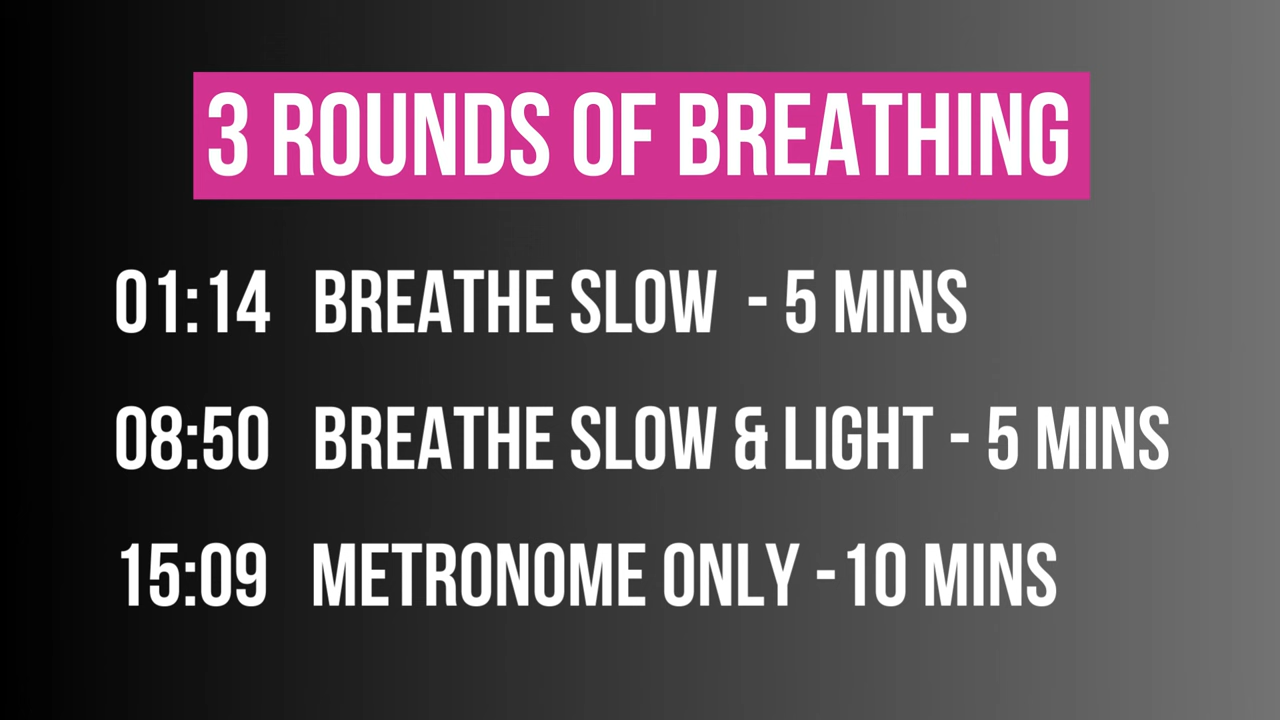 3 ROUNDS OF BREATHING
01:14 BREATHE SLOW - 5 MINS
08:50 BREATHE SLOW & LIGHT - 5 MINS
15:09 METRONOME ONLY -10 MINS